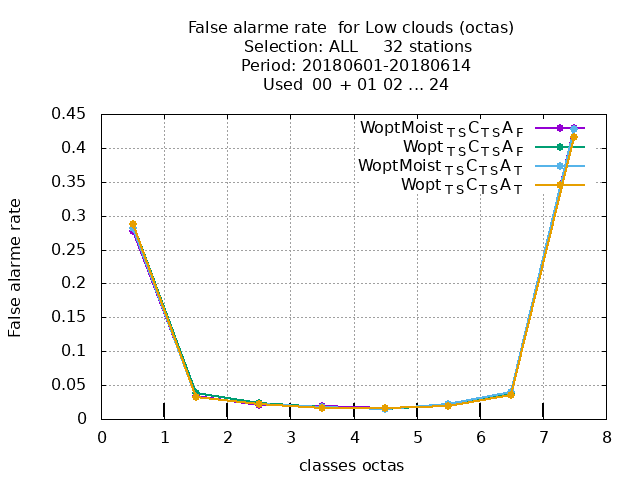 False alarme rate  for Low clouds (octas)
Selection: ALL     32 stations
Period: 20180601-20180614
Used  00 + 01 02 ... 24
0.45
0.4
0.35
0.3
0.25
0.2
0.15
0.1
0.05
0
False alarme rate
WoptMoist TS C TS A F
Wopt TS C TS A F
WoptMoist TS C TS A T
Wopt TS C TS A T
0 1 2 3 4 5 6 7 8
classes octas